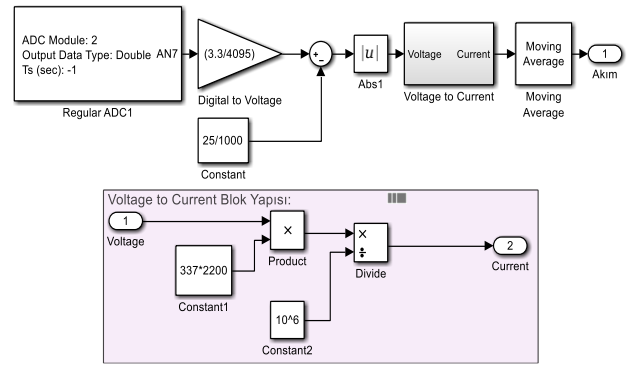 ADC Module: 2
Output Data Type: Double AN7
Ts (sec): -1
Regular ADC1
(3.3/4095)
Digital to Voltage
+
−
25/1000
Constant
|u|
Abs1
Voltage Current
Voltage to Current
Moving
Average
Moving
Average
1
Akım
Voltage to Current Blok Yapısı:
1
Voltage
337*2200
Constant1
×
Product
10^6
Constant2
×
÷
Divide
2
Current